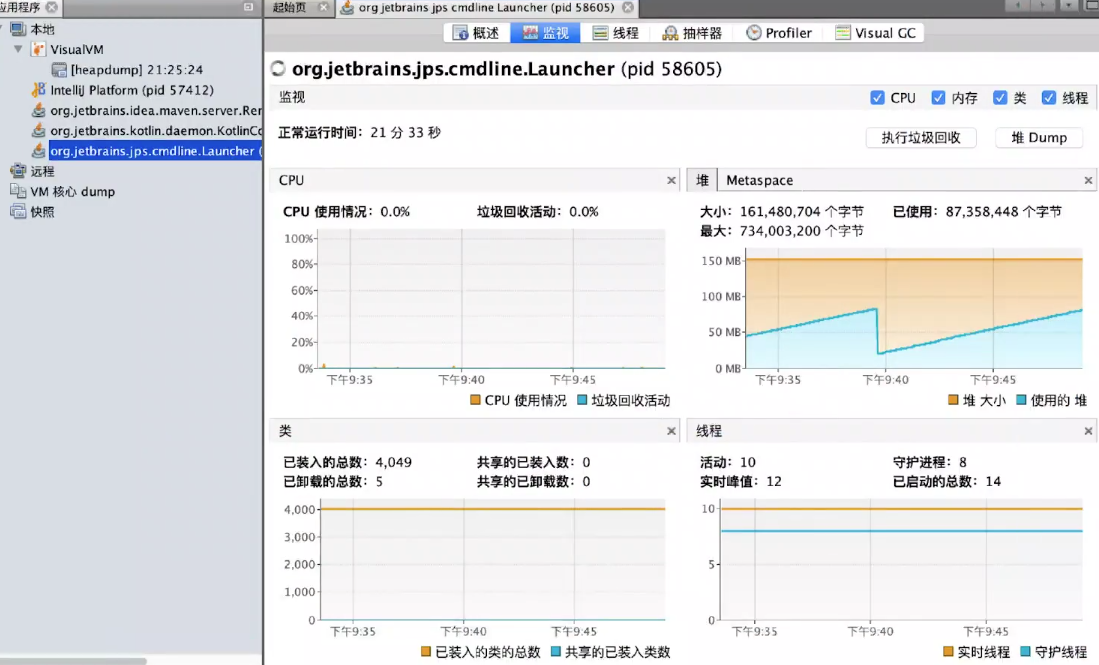 应用程序
本地
VisualVM
[heapdump] 21:25:24
IntelliJ Platform (pid 57412)
org.jetbrains.idea.maven.server.Rer
org.jetbrains.kotlin.daemon.KotlinCo
org.jetbrains.jps.cmdline.Launcher (
远程
VM 核心 dump
快照
起始页
org jetbrains jps cmdline Launcher (pid 58605)
概述 监视 线程 抽样器 Profiler Visual GC
org.jetbrains.jps.cmdline.Launcher (pid 58605)
监视 CPU 内存 类 线程
正常运行时间: 21 分 33 秒
执行垃圾回收 堆 Dump
CPU
CPU 使用情况: 0.0% 垃圾回收活动: 0.0%
100%
80%
60%
40%
20%
0%
下午9:35 下午9:40 下午9:45
CPU 使用情况 垃圾回收活动
堆 Metaspace
大小: 161,480,704 个字节 已使用: 87,358,448 个字节
最大: 734,003,200 个字节
150 MB
100 MB
50 MB
0 MB
下午9:35 下午9:40 下午9:45
堆 大小 使用的 堆
类
已装入的总数: 4,049 共享的已装入数: 0
已卸载的总数: 5 共享的已卸载数: 0
4,000
3,000
2,000
1,000
0
下午9:35 下午9:40 下午9:45
已装入的类的总数 共享的已装入类数
线程
活动: 10 守护进程: 8
实时峰值: 12 已启动的总数: 14
10
5
0
下午9:35 下午9:40 下午9:45
实时线程 守护线程